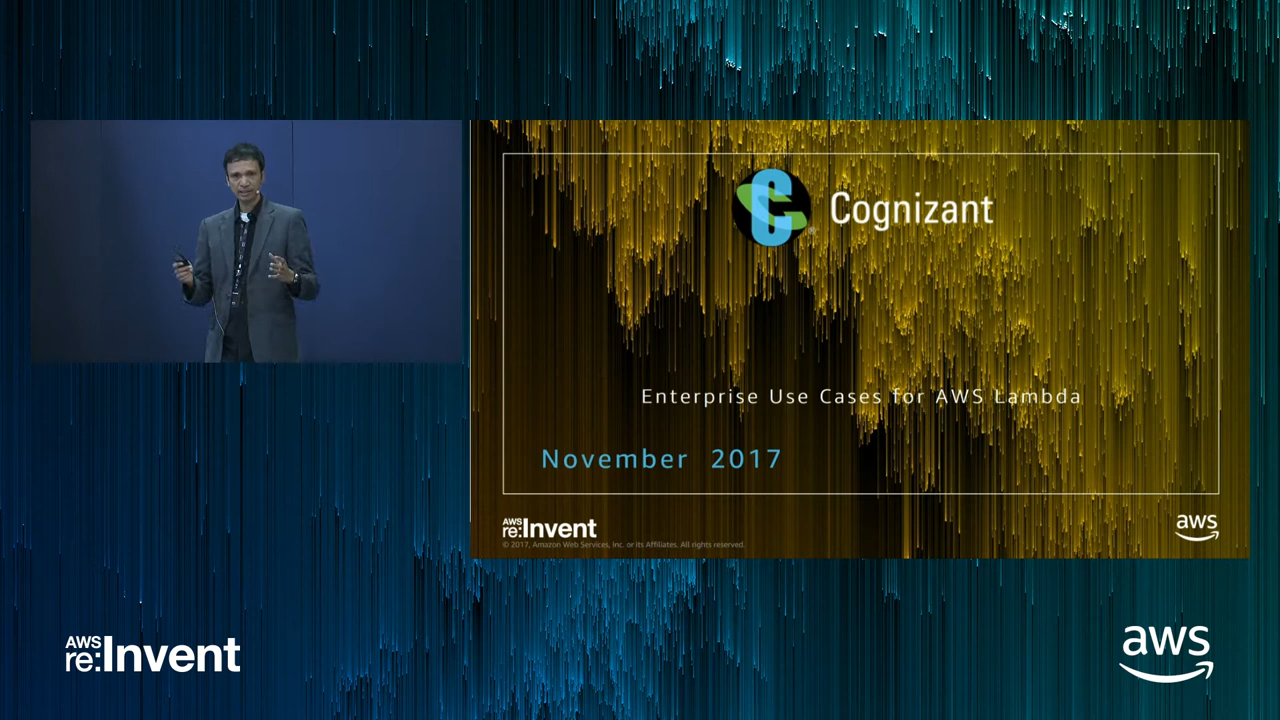 Cognizant
Enterprise Use Cases for AWS Lambda
November 2017
AWS
re:Invent
© 2017, Amazon Web Services, Inc. or its Affiliates. All rights reserved.
aws
AWS
re:Invent
aws